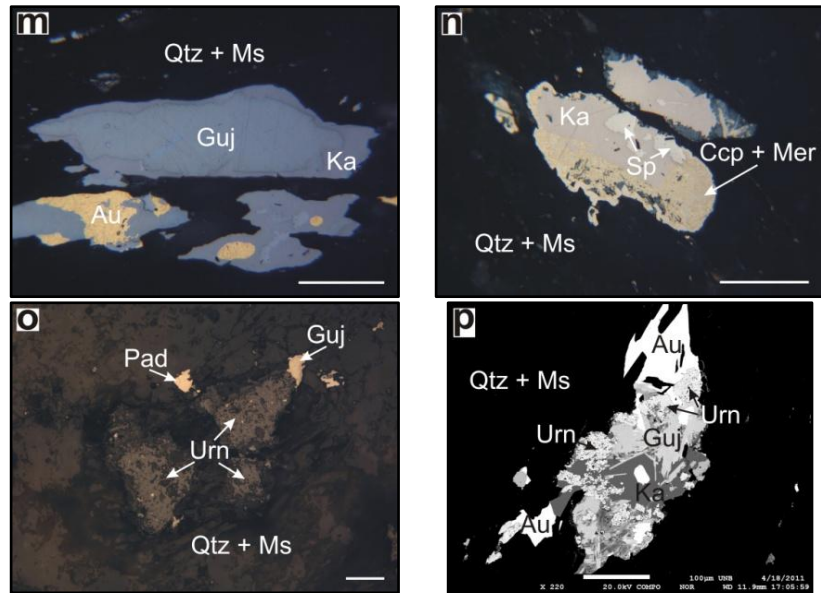 m
Qtz + Ms
Guj
Ka
Au
n
Ka
Sp
Ccp + Mer
Qtz + Ms
o
Pad
Guj
Urn
Qtz + Ms
p
Au
Qtz + Ms
Urn
Urn
Guj
Ka
Au
100µm UNB 4/18/2011
X 220 20.0kV COMPO NOR WD 11.9mm 17:05:59